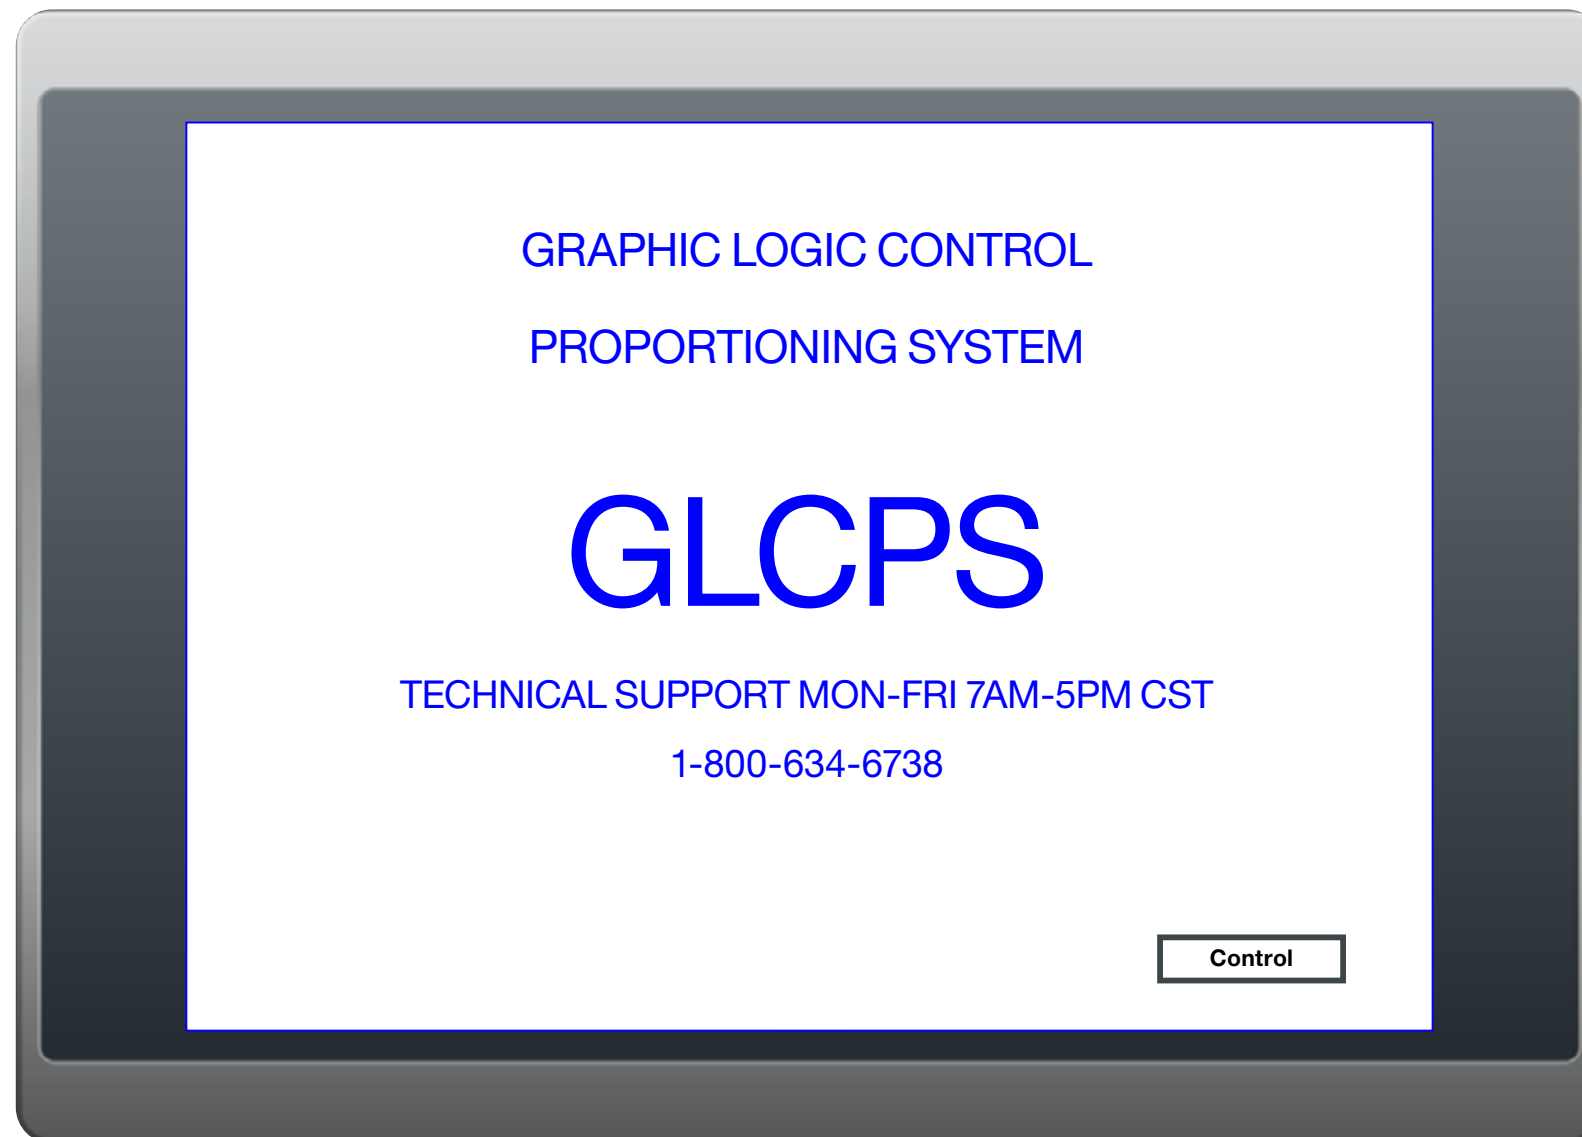 GRAPHIC LOGIC CONTROL
PROPORTIONING SYSTEM
GLCPS
TECHNICAL SUPPORT MON-FRI 7AM-5PM CST
1-800-634-6738
Control